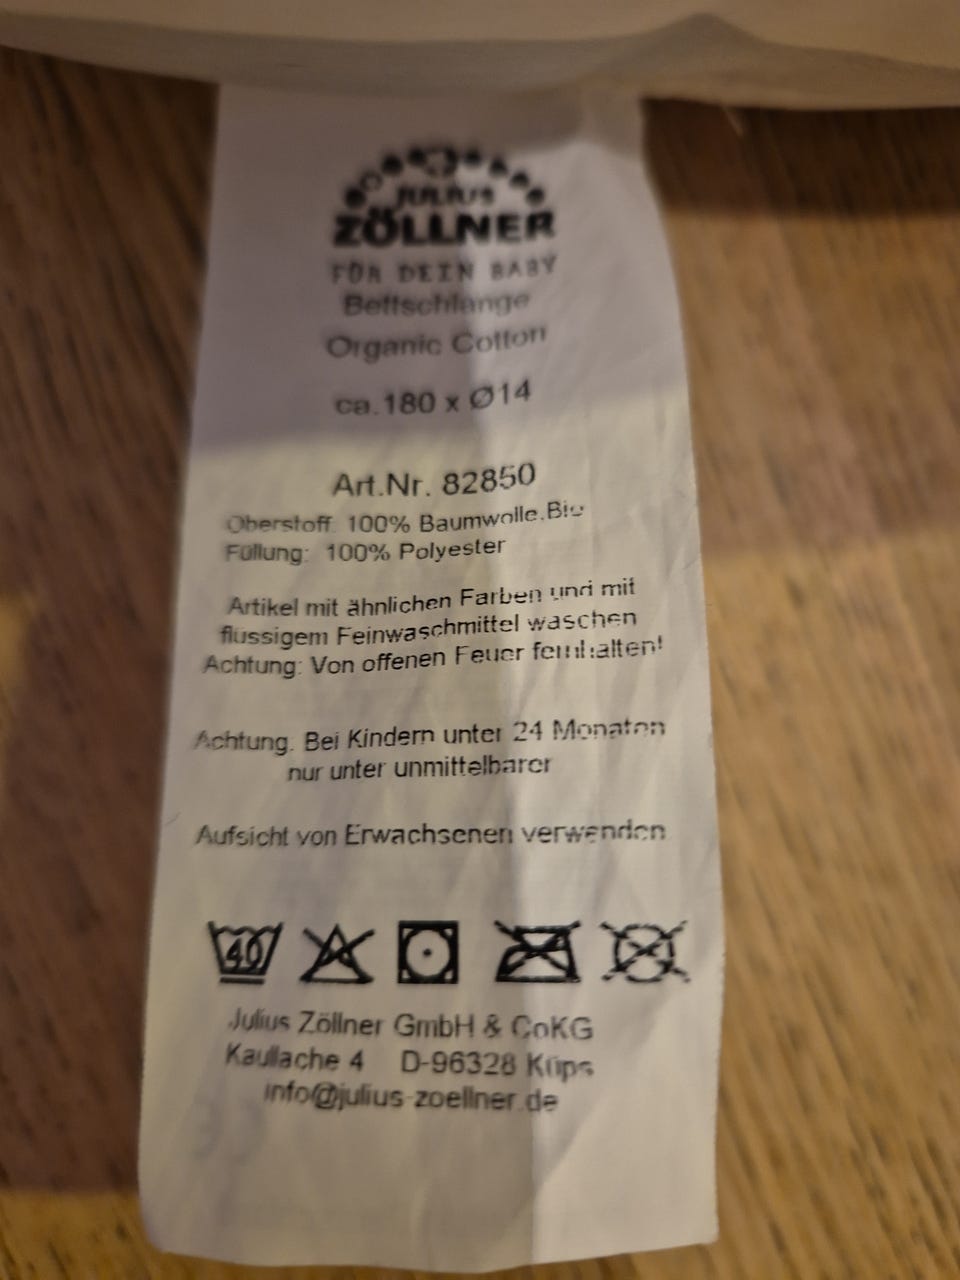 JULIUS
ZÖLLNER
FÜR DEIN BABY
Bettschlange
Organic Cotton
ca.180 x Ø14
Art.Nr. 82850
Oberstoff: 100% Baumwolle.Bio
Füllung: 100% Polyester
Artikel mit ähnlichen Farben und mit
flüssigem Feinwaschmittel waschen
Achtung: Von offenen Feuer fernhalten!
Achtung. Bei Kindern unter 24 Monaten
nur unter unmittelbarer
Aufsicht von Erwachsenen verwenden
40
Julius Zöllner GmbH & CoKG
Kaullache 4 D-96328 Küps
info@julius-zoellner.de